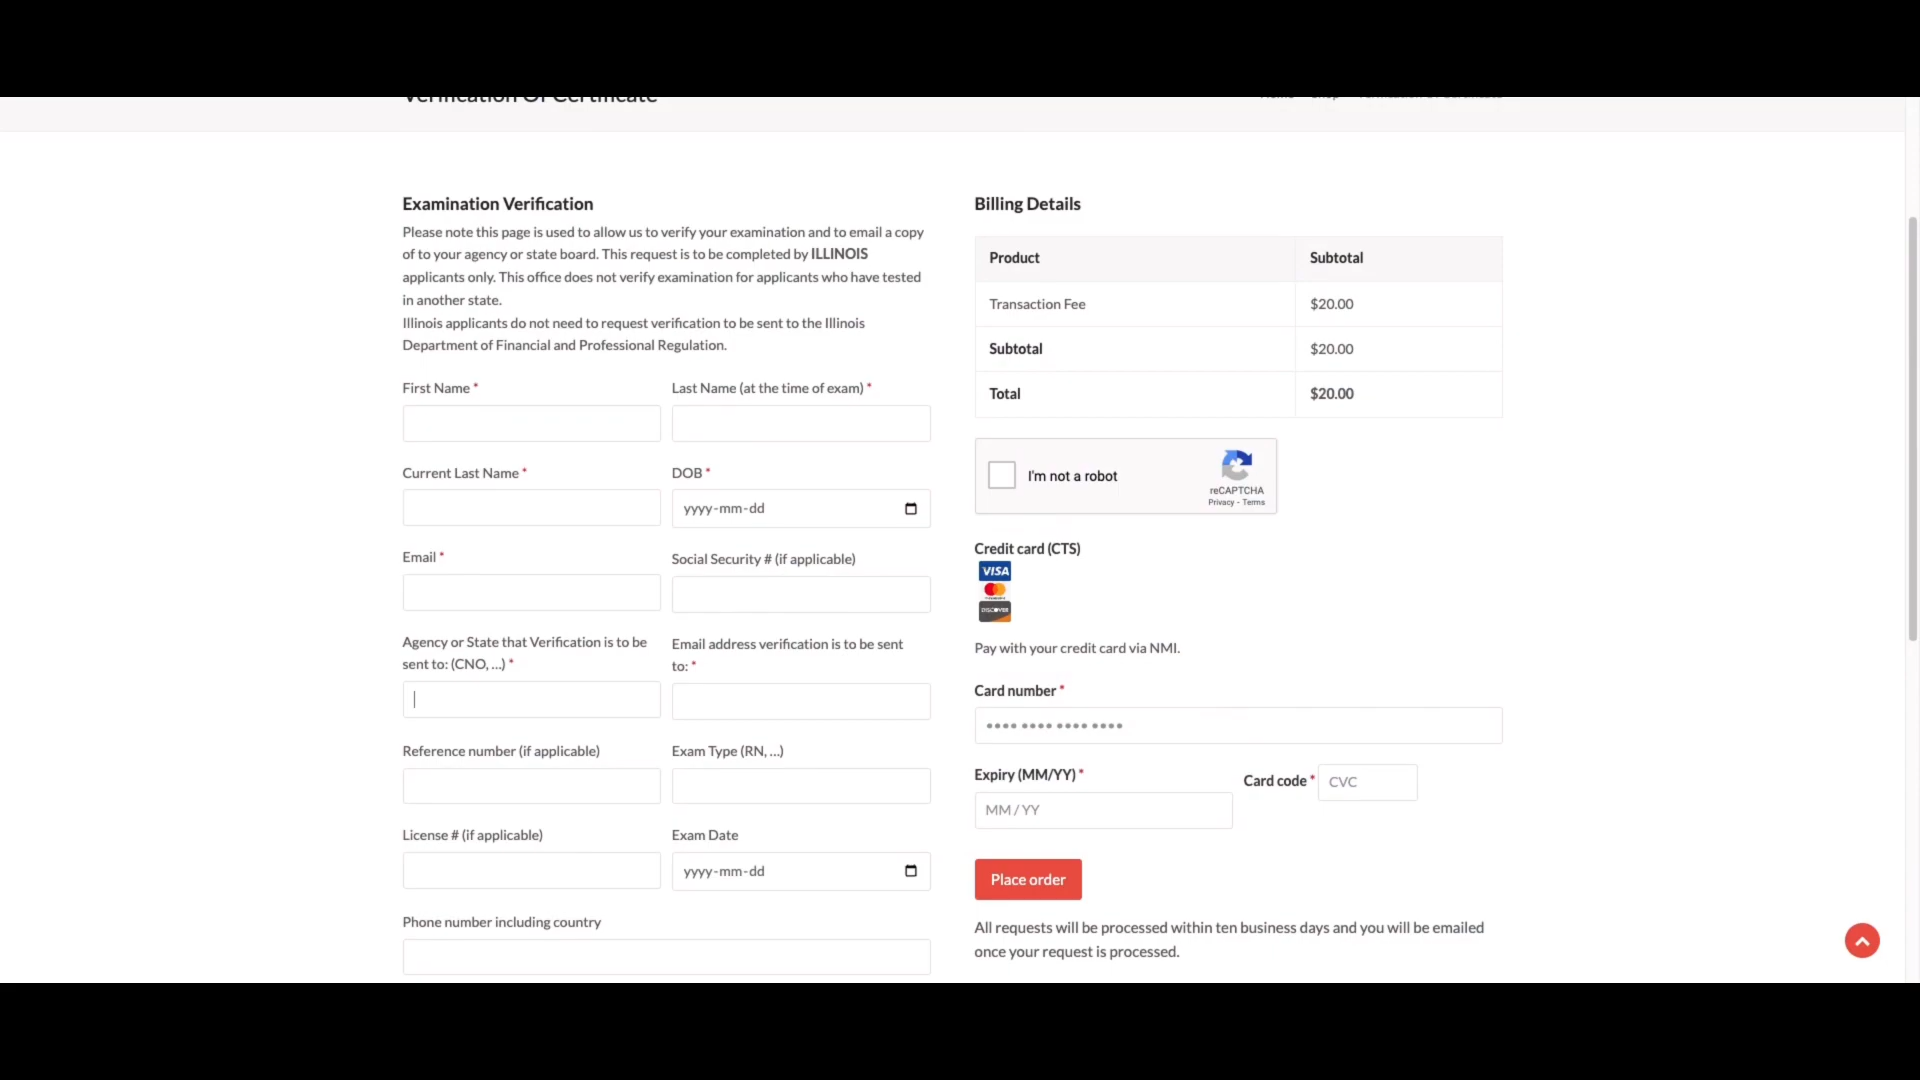 Verification Of Certificate
Examination Verification
Please note this page is used to allow us to verify your examination and to email a copy
of to your agency or state board. This request is to be completed by ILLINOIS
applicants only. This office does not verify examination for applicants who have tested
in another state.
Illinois applicants do not need to request verification to be sent to the Illinois
Department of Financial and Professional Regulation.
First Name *
Last Name (at the time of exam) *
Current Last Name *
DOB *
yyyy-mm-dd
Email *
Social Security # (if applicable)
Agency or State that Verification is to be
sent to: (CNO, ...) *
Email address verification is to be sent
to: *
Reference number (if applicable)
Exam Type (RN, ...)
License # (if applicable)
Exam Date
yyyy-mm-dd
Phone number including country
Billing Details
Product Subtotal
Transaction Fee $20.00
Subtotal $20.00
Total $20.00
I'm not a robot
reCAPTCHA
Privacy - Terms
Credit card (CTS)
VISA
DISCOVER
Pay with your credit card via NMI.
Card number *
•••• •••• •••• ••••
Expiry (MM/YY) *
MM / YY
Card code *
CVC
Place order
All requests will be processed within ten business days and you will be emailed
once your request is processed.